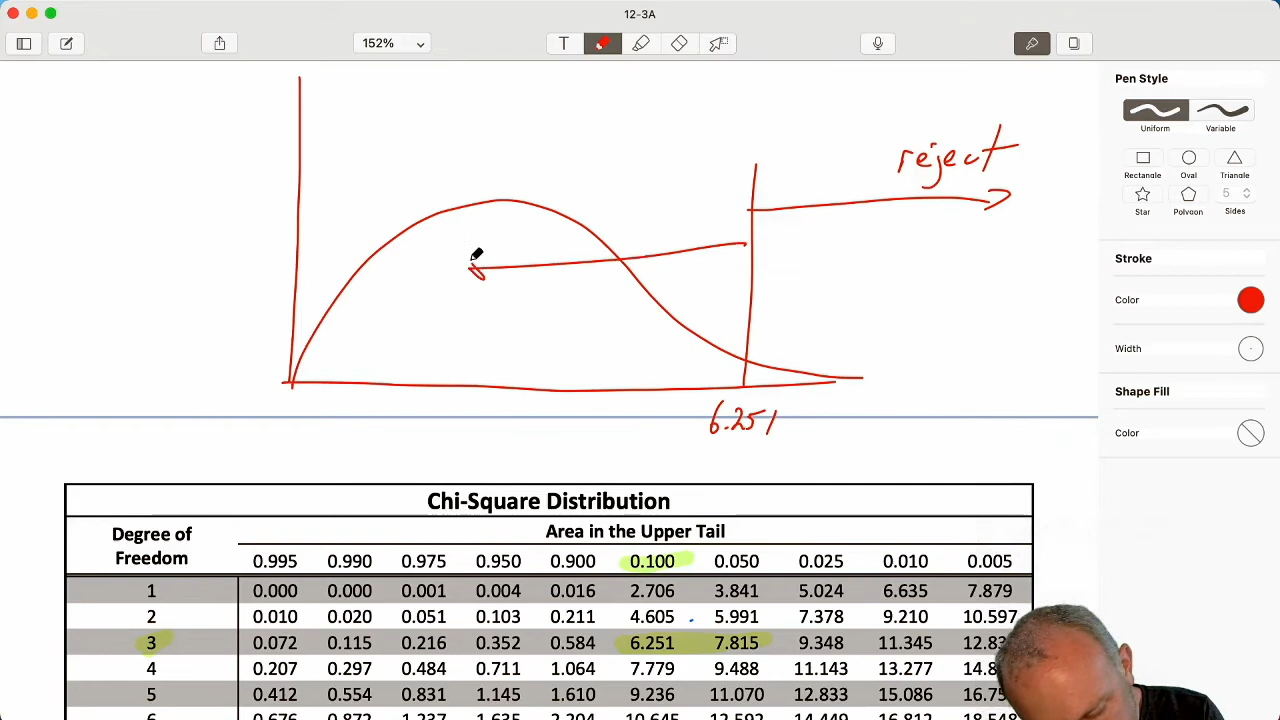 12-3A
152%
T
Pen Style
Uniform Variable
Rectangle Oval Triangle
5
Star Polygon Sides
Stroke
Color
Width
Shape Fill
Color
reject
6.251
Chi-Square Distribution
Degree of Freedom Area in the Upper Tail
0.995 0.990 0.975 0.950 0.900 0.100 0.050 0.025 0.010 0.005
1 0.000 0.000 0.001 0.004 0.016 2.706 3.841 5.024 6.635 7.879
2 0.010 0.020 0.051 0.103 0.211 4.605 5.991 7.378 9.210 10.597
3 0.072 0.115 0.216 0.352 0.584 6.251 7.815 9.348 11.345
4 0.207 0.297 0.484 0.711 1.064 7.779 9.488 11.143 13.277
5 0.412 0.554 0.831 1.145 1.610 9.236 11.070 12.833 15.086